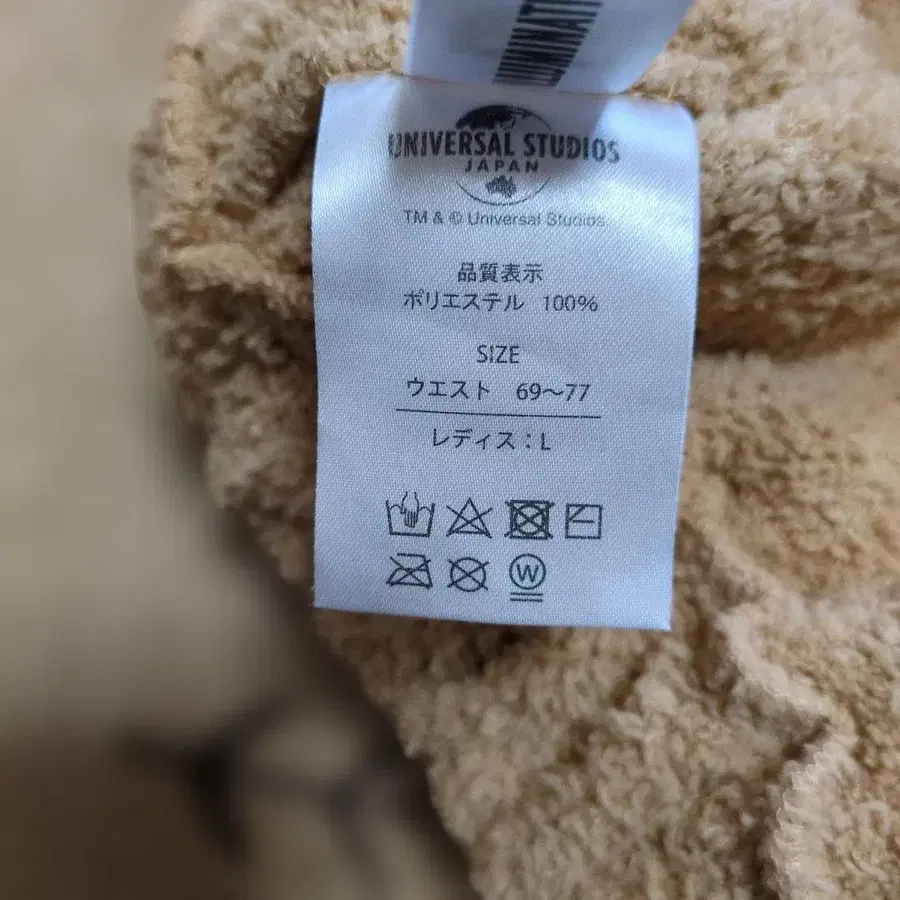 UNIVERSAL STUDIOS
JAPAN
TM & © Universal Studios
品質表示
ポリエステル 100%
SIZE
ウエスト 69〜77
レディス：L
W